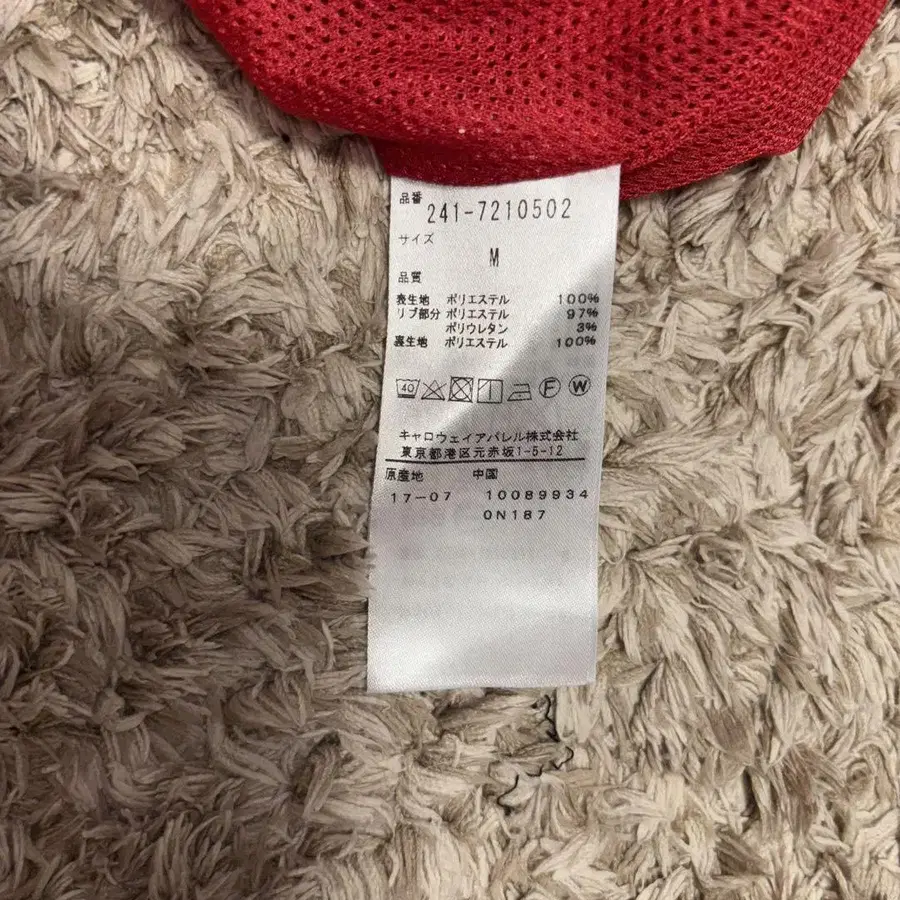 品番
241-7210502
サイズ
M
品質
表生地 ポリエステル 100%
リブ部分 ポリエステル 97%
ポリウレタン 3%
裏生地 ポリエステル 100%
40 F W
キャロウェイアパレル株式会社
東京都港区元赤坂1-5-12
原産地 中国
17-07 10089934
0N187